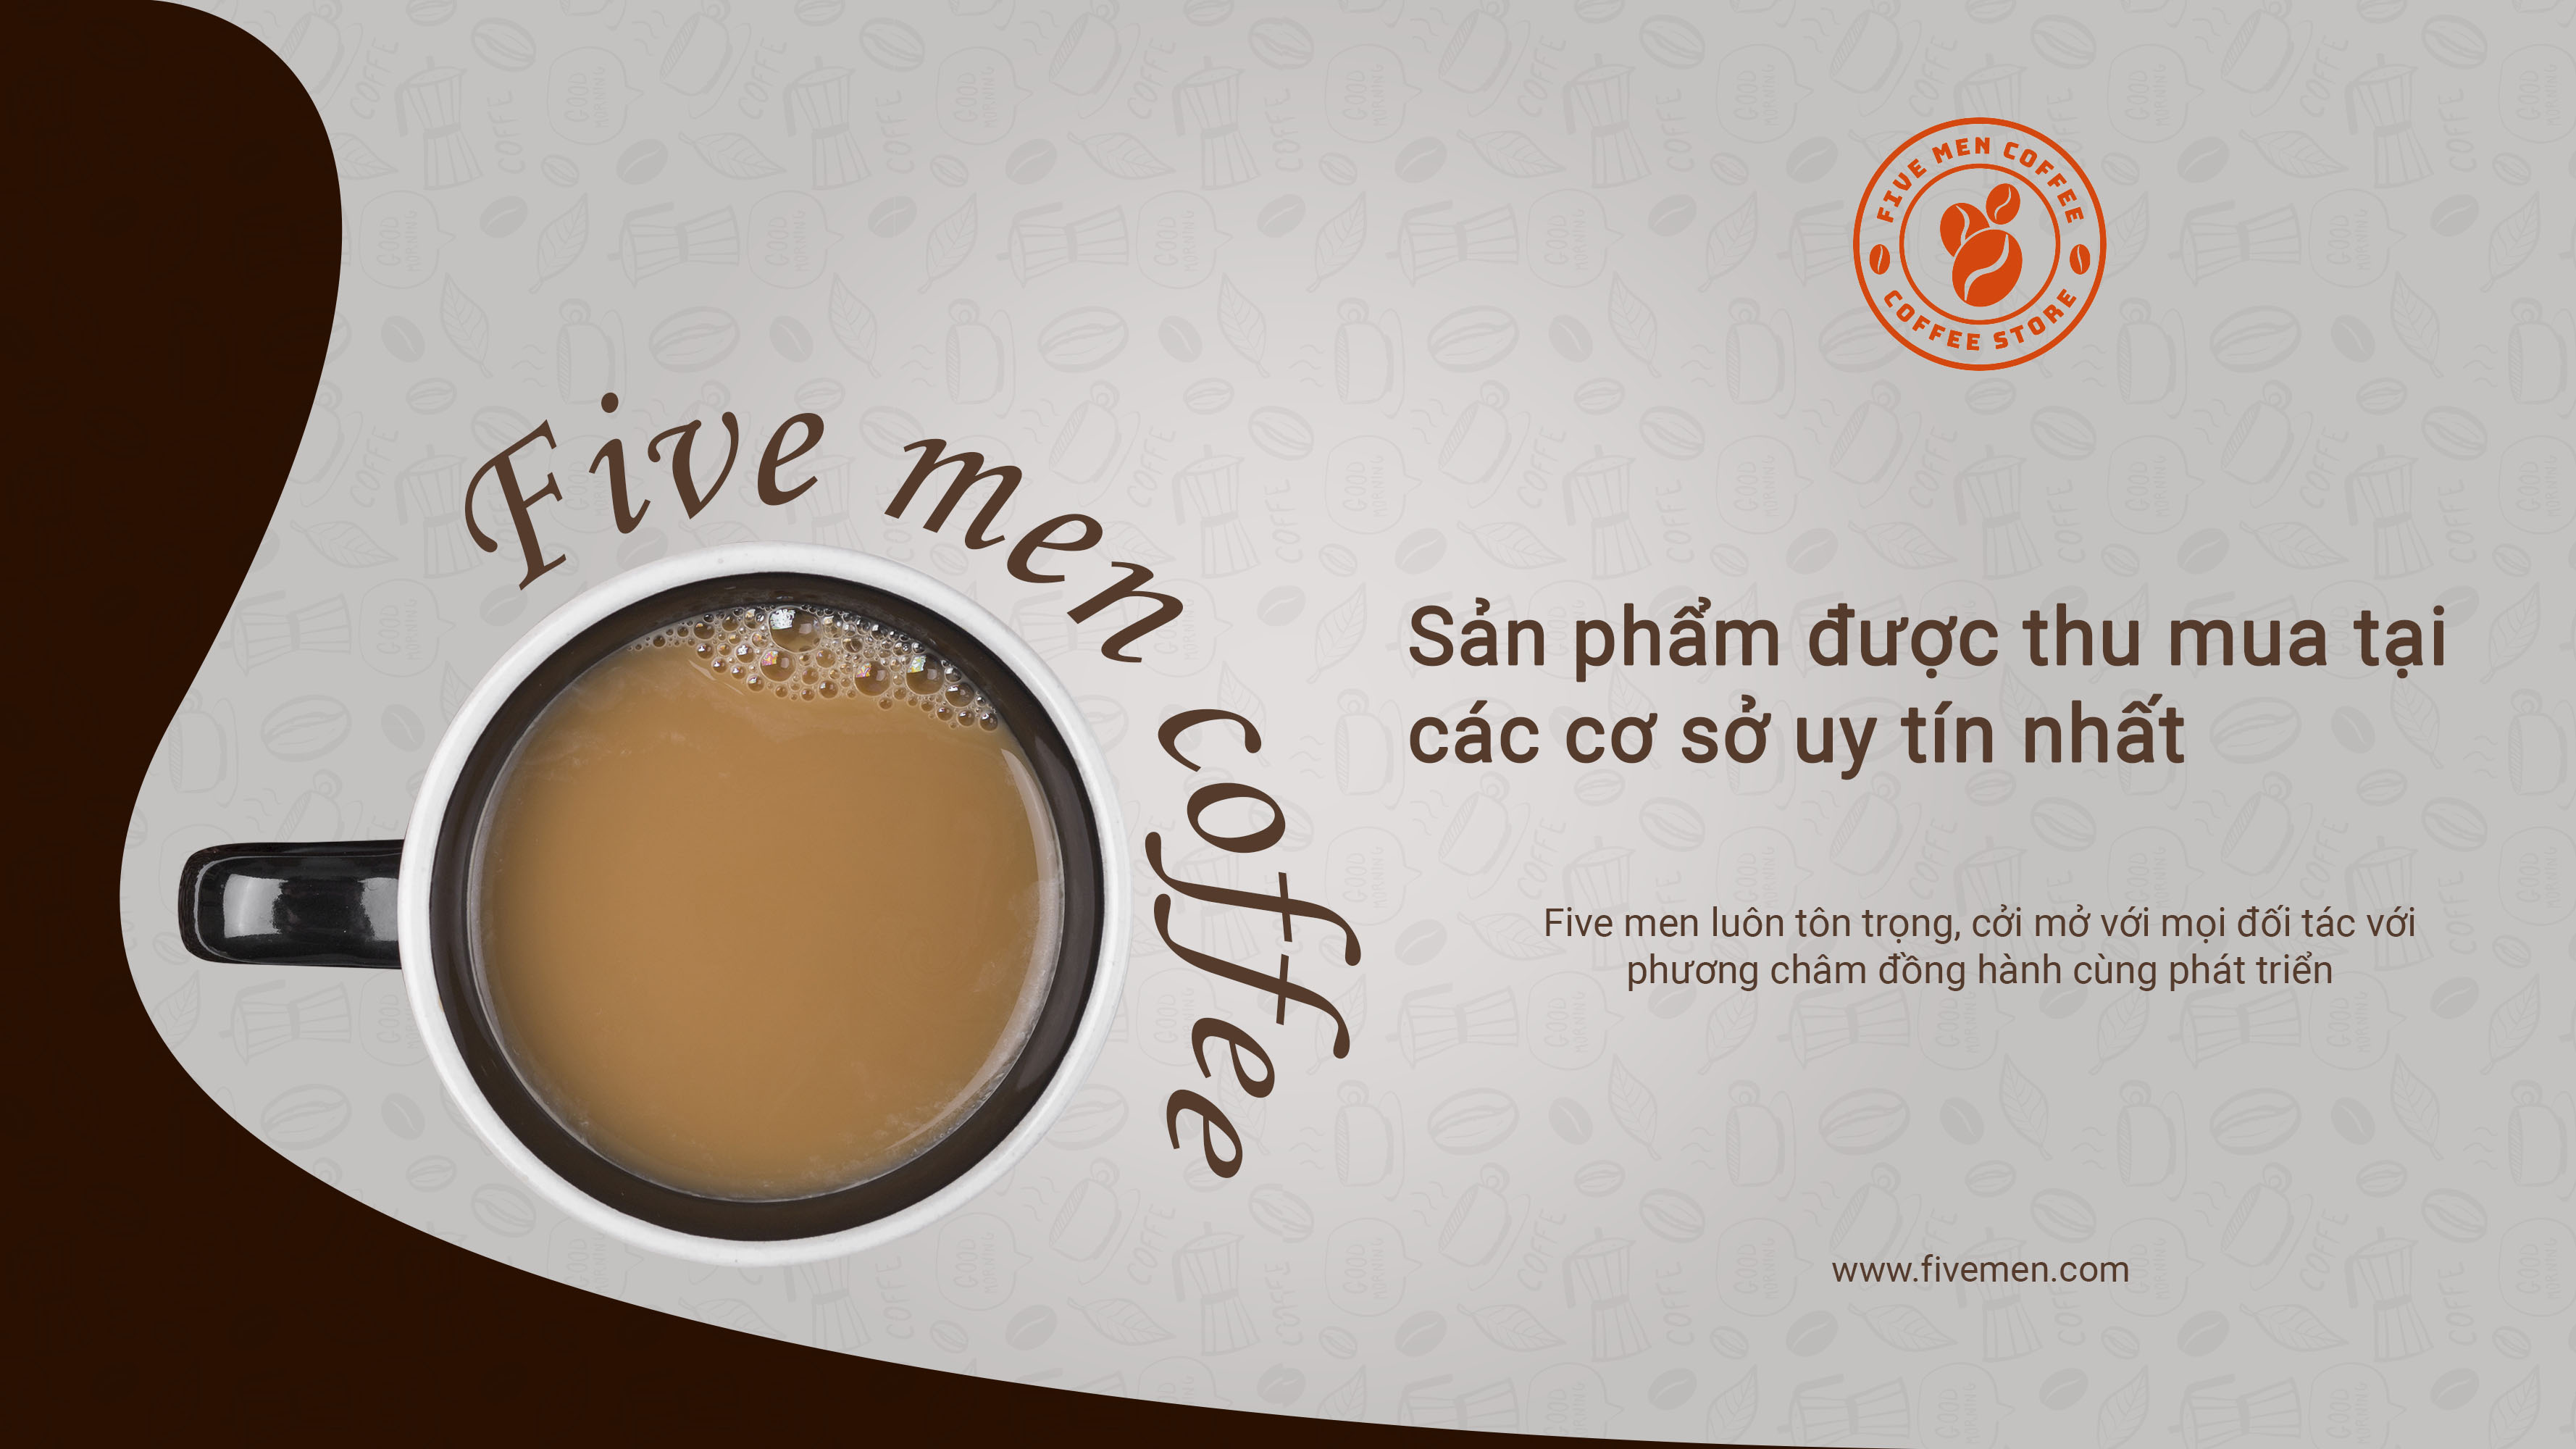 FIVE MEN COFFEE
COFFEE STORE
Five men coffee
Sản phẩm được thu mua tại
các cơ sở uy tín nhất
Five men luôn tôn trọng, cởi mở với mọi đối tác với
phương châm đồng hành cùng phát triển
www.fivemen.com